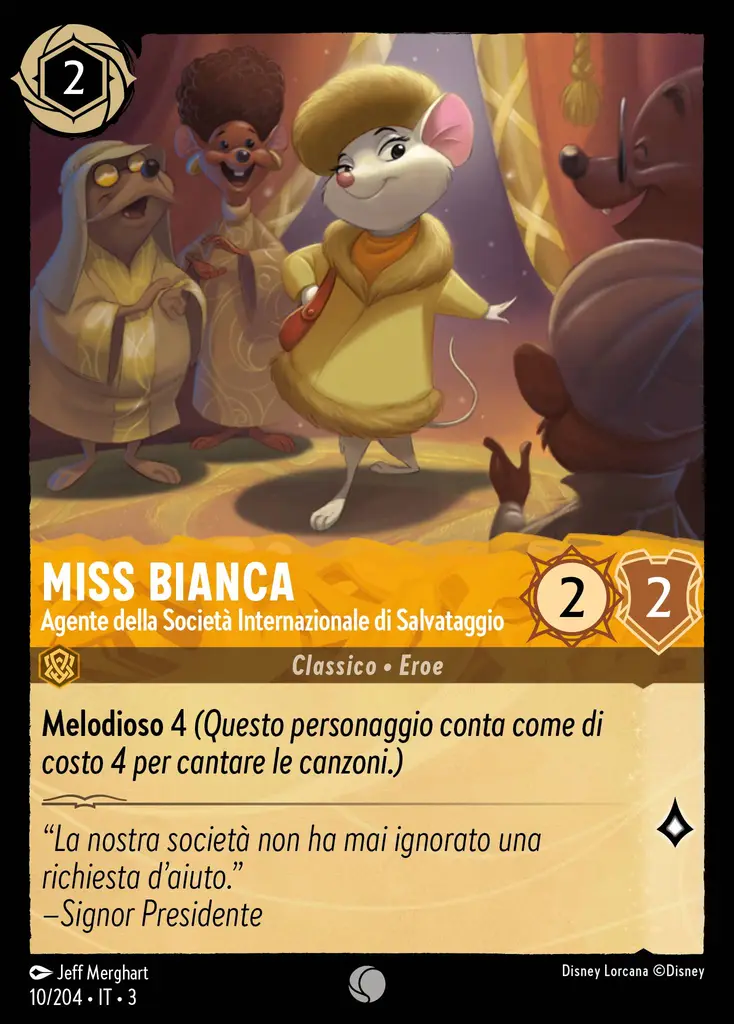 2
MISS BIANCA
Agente della Società Internazionale di Salvataggio
2
2
Classico • Eroe
Melodioso 4 (Questo personaggio conta come di
costo 4 per cantare le canzoni.)
“La nostra società non ha mai ignorato una
richiesta d’aiuto.”
–Signor Presidente
Jeff Merghart
Disney Lorcana ©Disney
10/204 • IT • 3